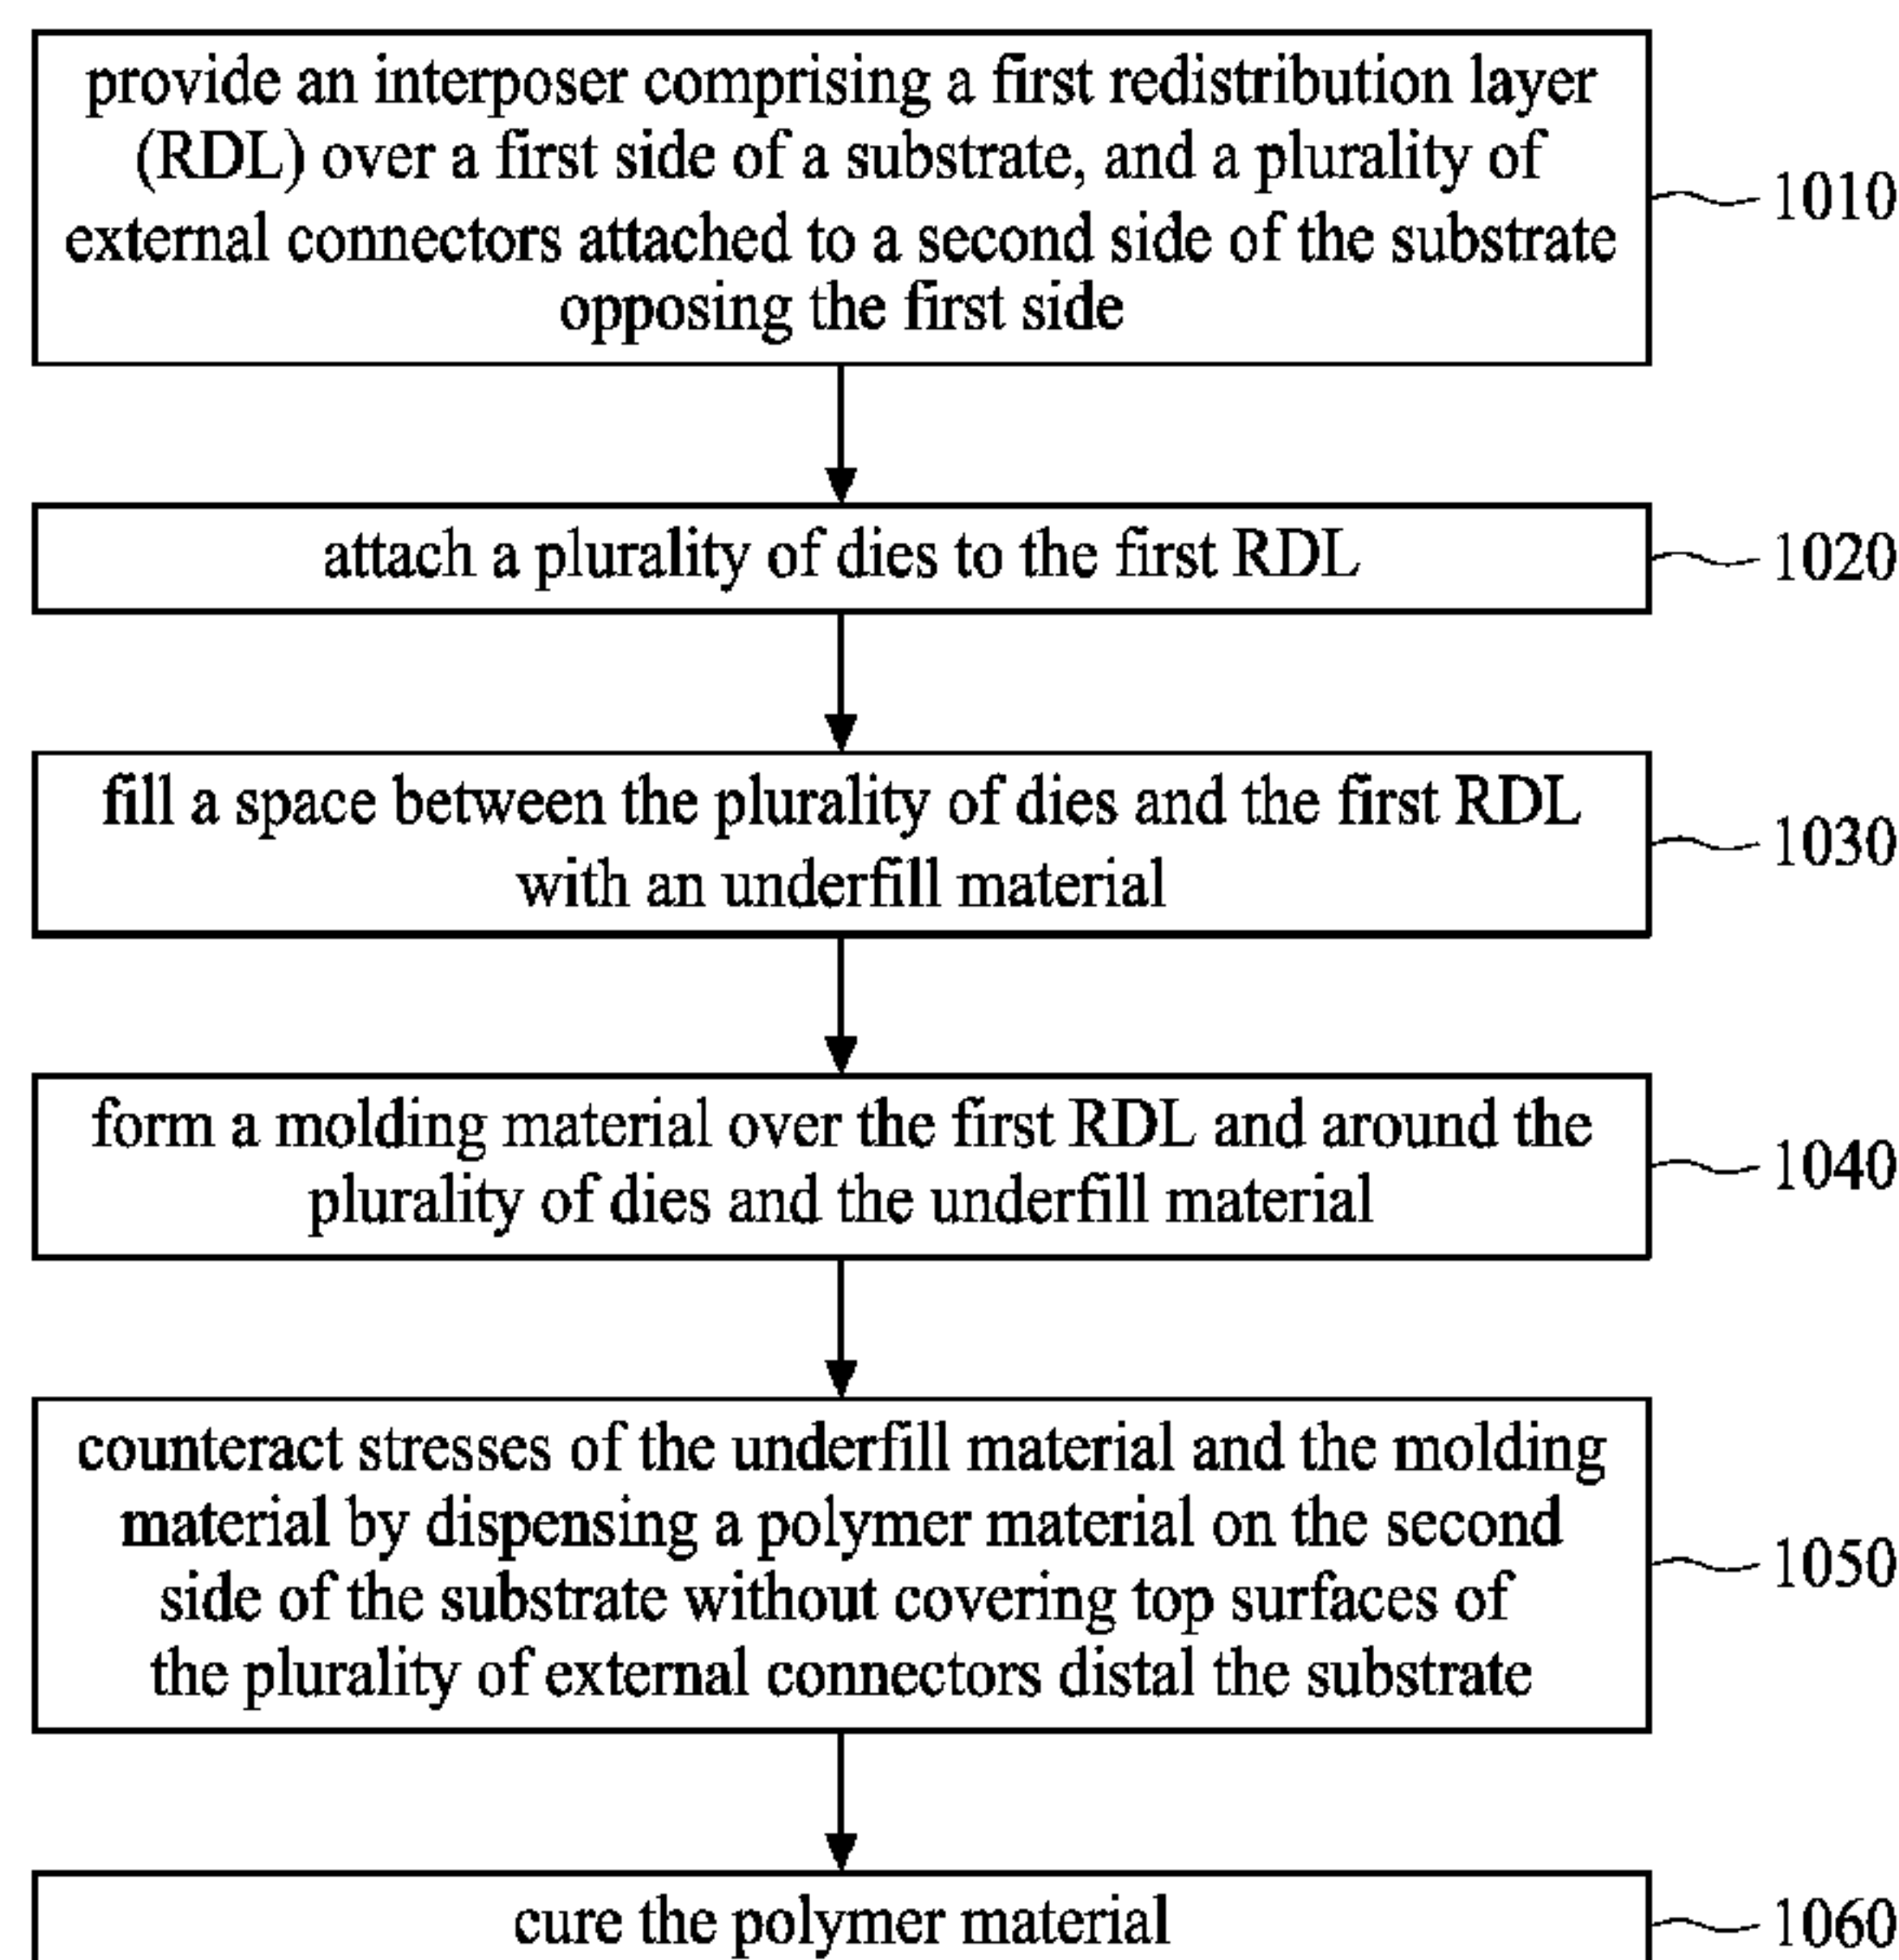 provide an interposer comprising a first redistribution layer
(RDL) over a first side of a substrate, and a plurality of
external connectors attached to a second side of the substrate
opposing the first side
1010
attach a plurality of dies to the first RDL
1020
fill a space between the plurality of dies and the first RDL
with an underfill material
1030
form a molding material over the first RDL and around the
plurality of dies and the underfill material
1040
counteract stresses of the underfill material and the molding
material by dispensing a polymer material on the second
side of the substrate without covering top surfaces of
the plurality of external connectors distal the substrate
1050
cure the polymer material
1060